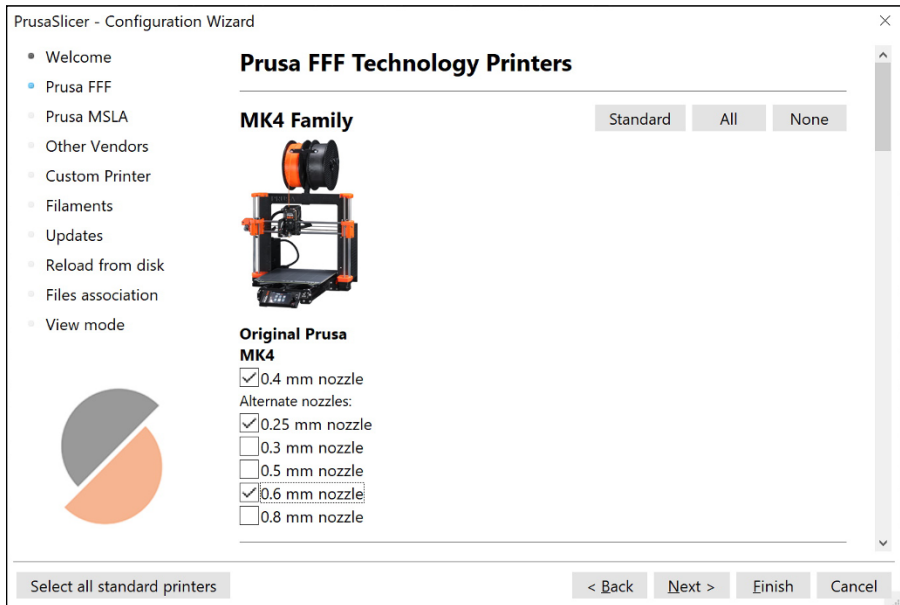 PrusaSlicer - Configuration Wizard
Welcome
Prusa FFF
Prusa MSLA
Other Vendors
Custom Printer
Filaments
Updates
Reload from disk
Files association
View mode
Prusa FFF Technology Printers
MK4 Family
Standard
All
None
Original Prusa
MK4
0.4 mm nozzle
Alternate nozzles:
0.25 mm nozzle
0.3 mm nozzle
0.5 mm nozzle
0.6 mm nozzle
0.8 mm nozzle
Select all standard printers
< Back
Next >
Finish
Cancel